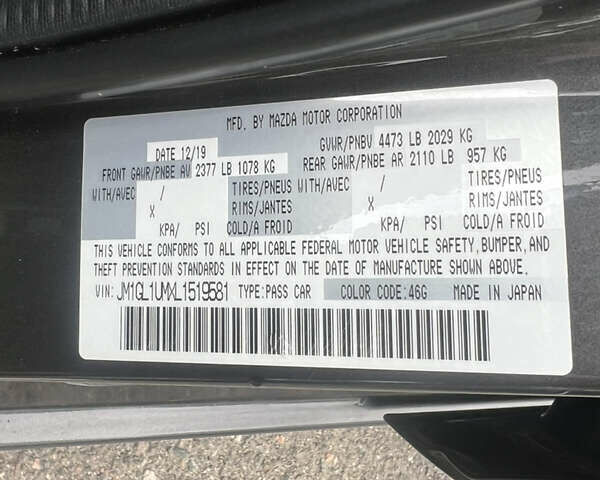 MFD. BY MAZDA MOTOR CORPORATION
DATE 12/19 GVWR/PNBV 4473 LB 2029 KG
FRONT GAWR/PNBE AV 2377 LB 1078 KG REAR GAWR/PNBE AR 2110 LB 957 KG
WITH/AVEC / TIRES/PNEUS WITH/AVEC / TIRES/PNEUS
X RIMS/JANTES X RIMS/JANTES
KPA/ PSI COLD/A FROID KPA/ PSI COLD/A FROID
THIS VEHICLE CONFORMS TO ALL APPLICABLE FEDERAL MOTOR VEHICLE SAFETY, BUMPER, AND
THEFT PREVENTION STANDARDS IN EFFECT ON THE DATE OF MANUFACTURE SHOWN ABOVE.
VIN: JM1GL1UMXL1519581 TYPE:PASS CAR COLOR CODE:46G MADE IN JAPAN